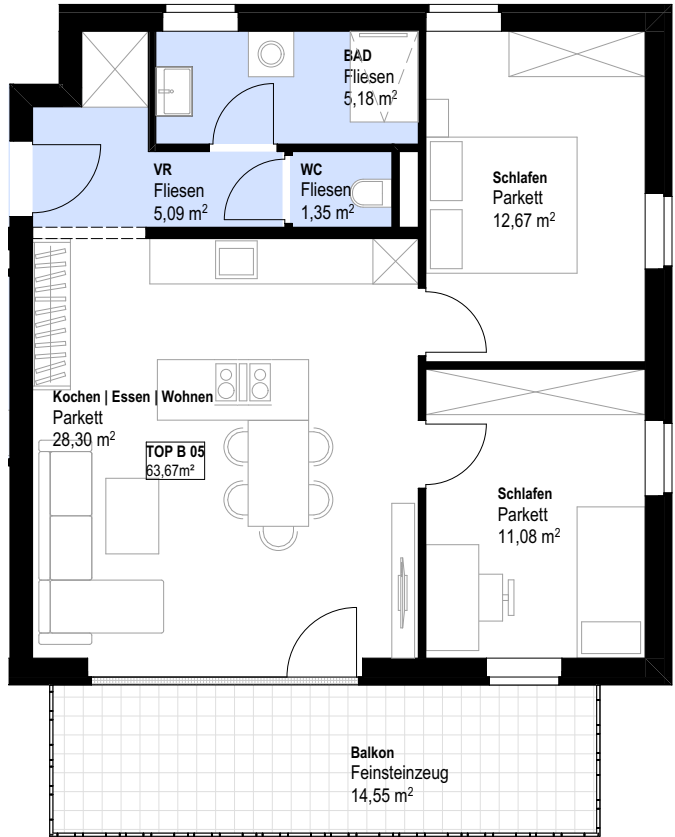 BAD
Fliesen
5,18 m²
VR
Fliesen
5,09 m²
WC
Fliesen
1,35 m²
Schlafen
Parkett
12,67 m²
Kochen | Essen | Wohnen
Parkett
28,30 m²
TOP B 05
63,67m²
Schlafen
Parkett
11,08 m²
Balkon
Feinsteinzeug
14,55 m²